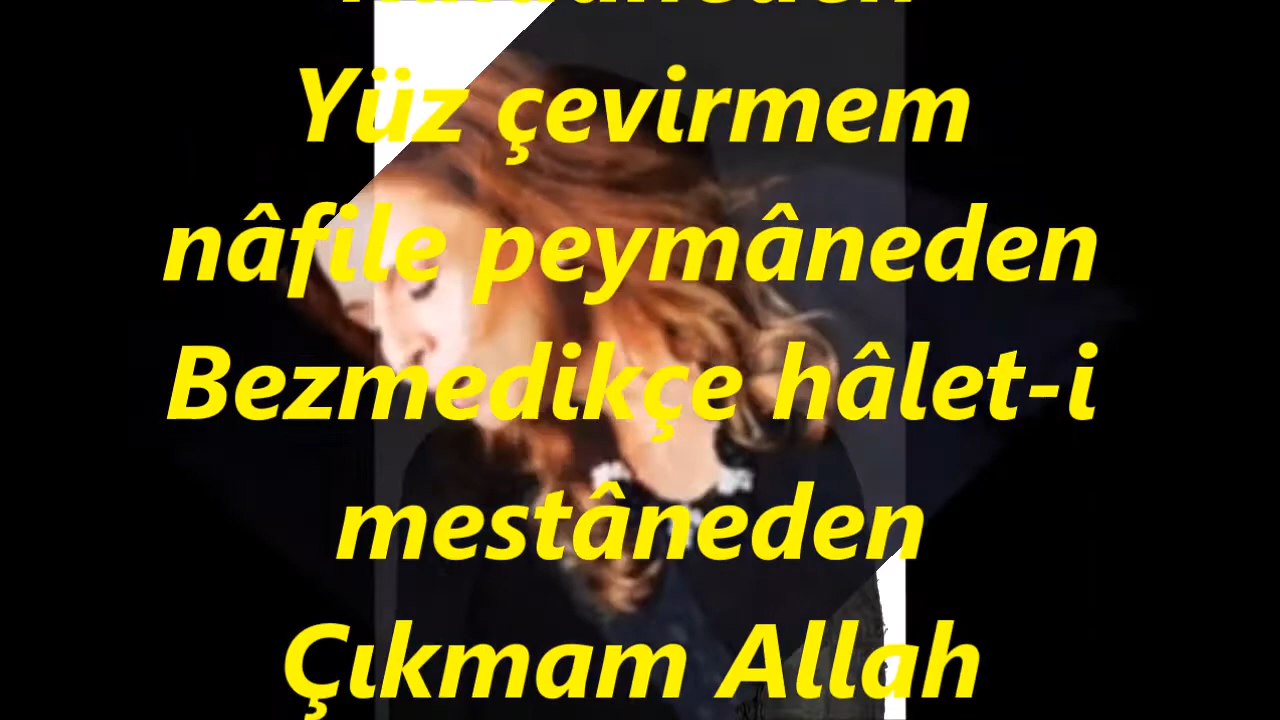 Yüz çevirmem
nâfile peymâneden
Bezmedikçe hâlet-i
mestâneden
Çıkmam Allah